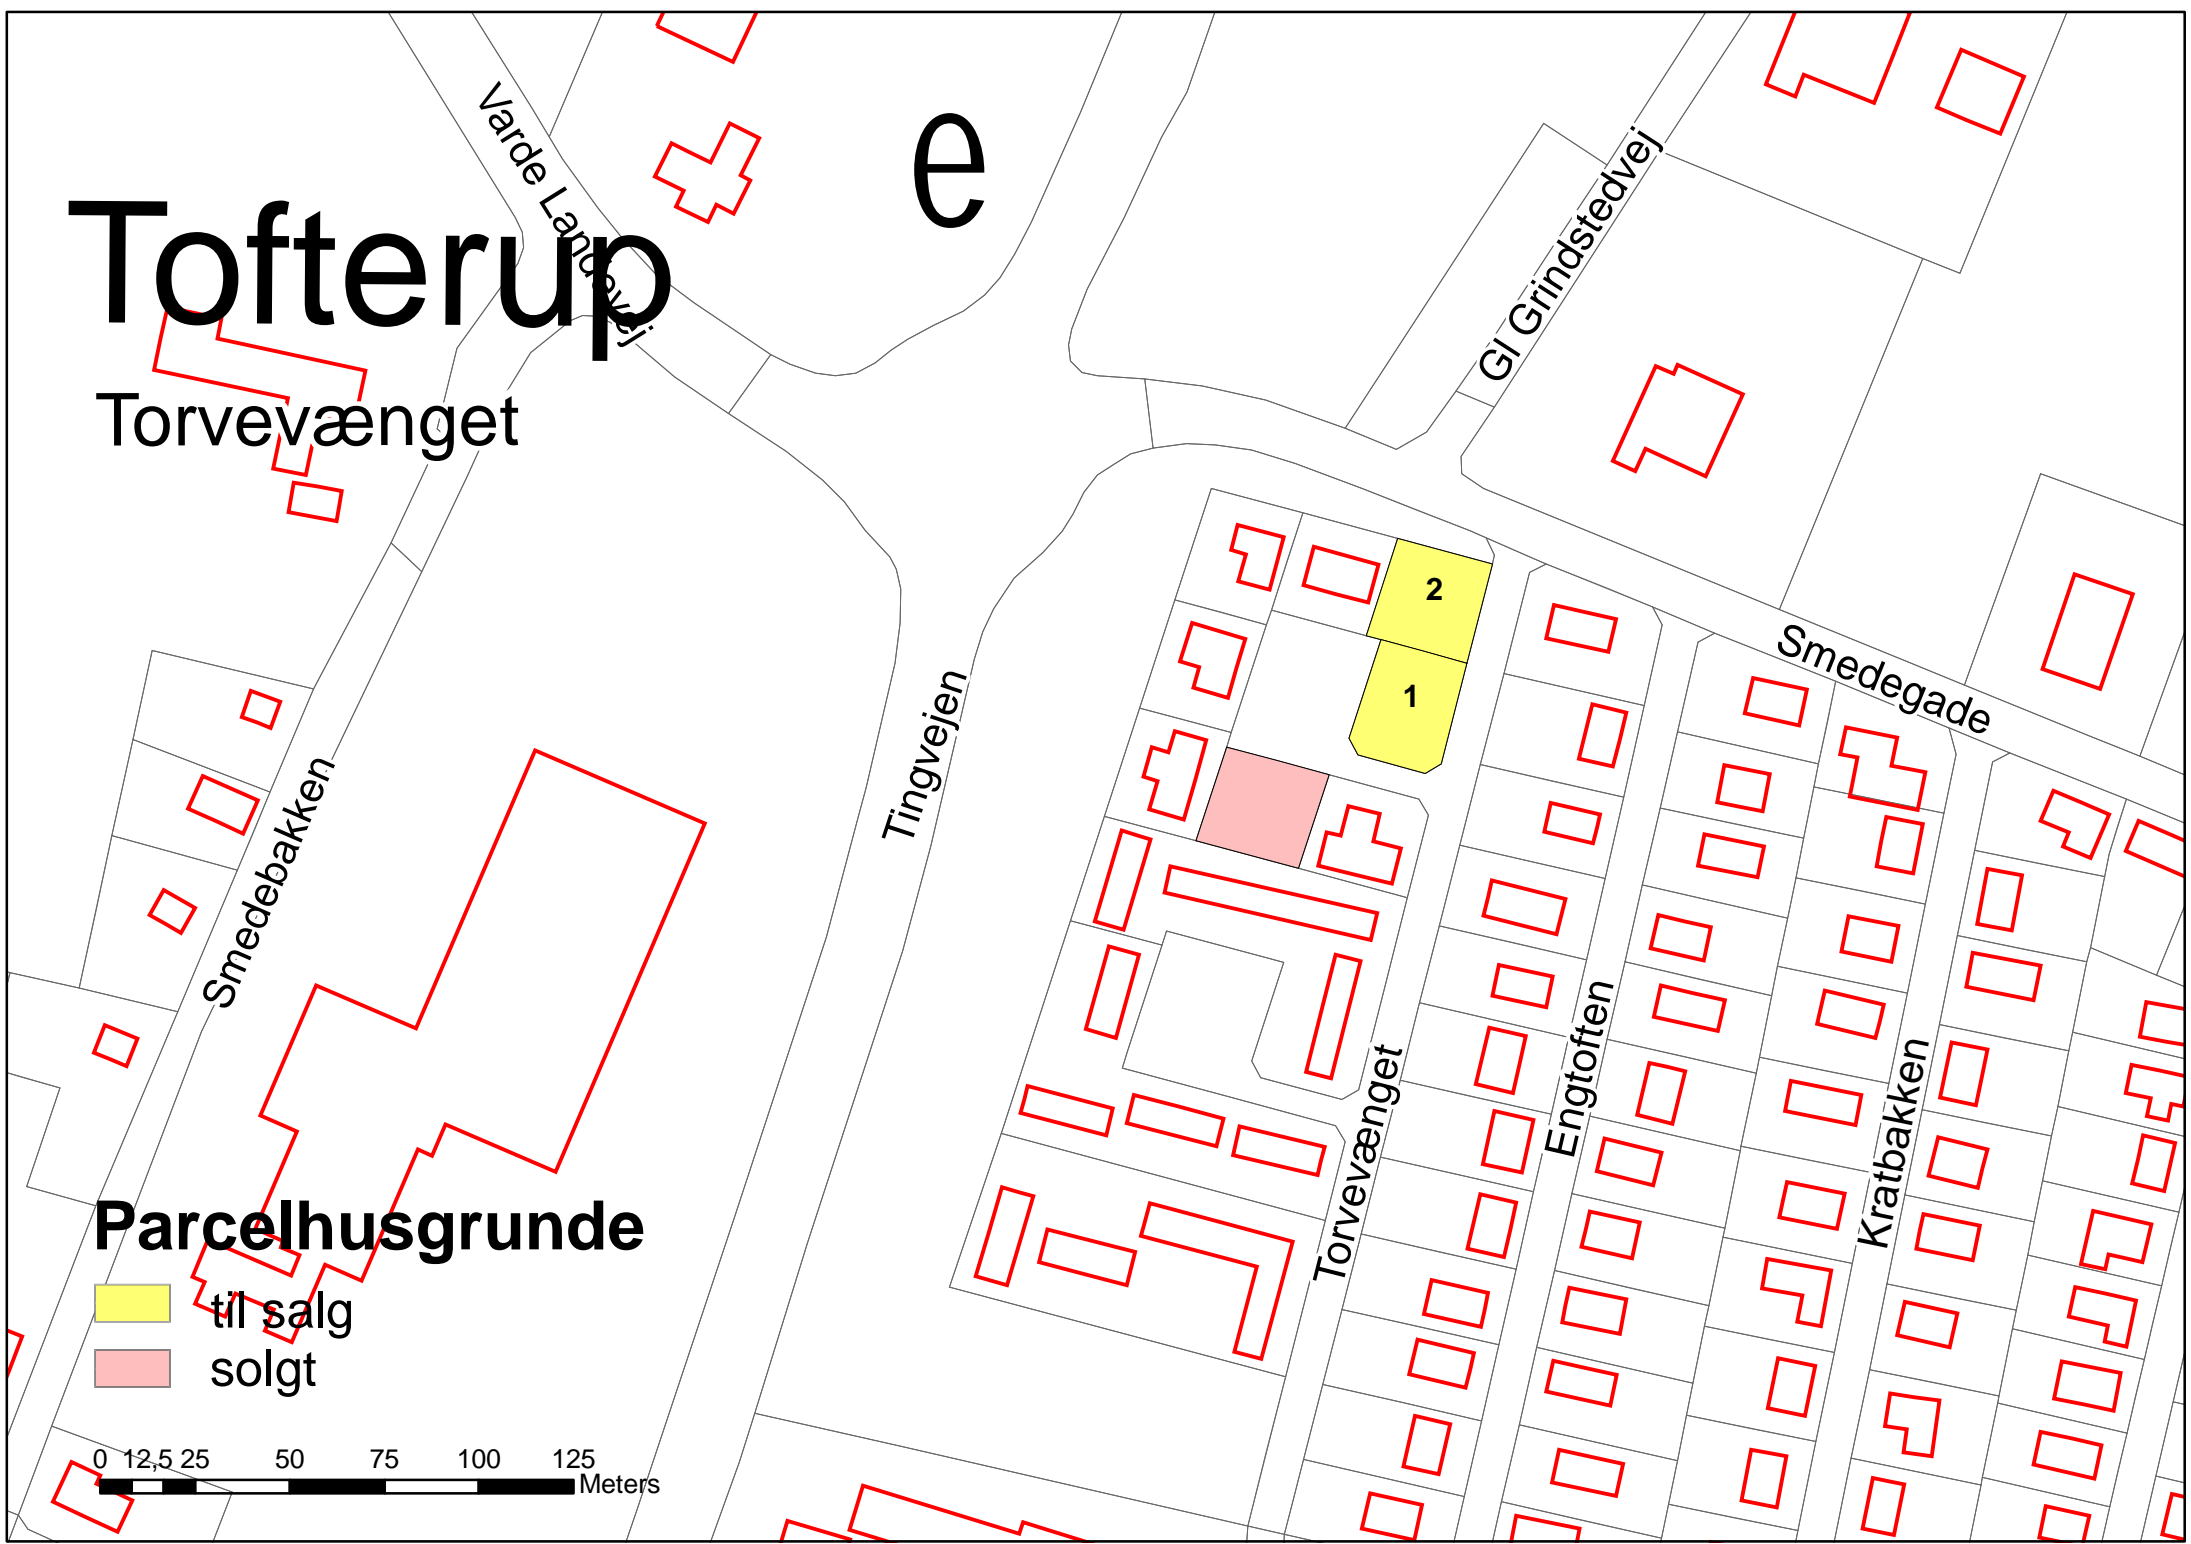 Tofterup
Torvevænget
e
Varde Landevej
Gl Grindstedvej
Smedegade
2
1
Tingvejen
Smedebakken
Engtoften
Torvevænget
Kratbakken
Parcelhusgrunde
til salg
solgt
0 12,5 25 50 75 100 125
Meters